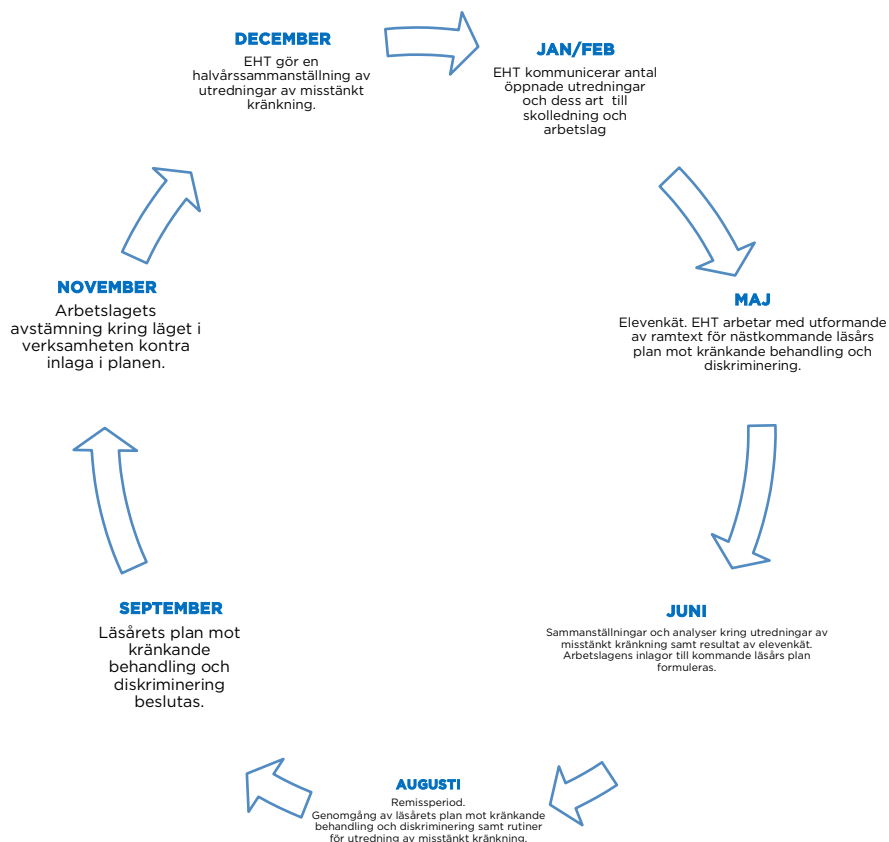 DECEMBER
EHT gör en
halvårssammanställning av
utredningar av misstänkt
kränkning.
JAN/FEB
EHT kommunicerar antal
öppnade utredningar
och dess art till
skolledning och
arbetslag
MAJ
Elevenkät. EHT arbetar med utformande
av ramtext för nästkommande läsårs
plan mot kränkande behandling och
diskriminering.
JUNI
Sammanställningar och analyser kring utredningar av
misstänkt kränkning samt resultat av elevenkät.
Arbetslagens inlagor till kommande läsårs plan
formuleras.
AUGUSTI
Remissperiod.
Genomgång av läsårets plan mot kränkande
behandling och diskriminering samt rutiner
för utredning av misstänkt kränkning.
SEPTEMBER
Läsårets plan mot
kränkande
behandling och
diskriminering
beslutas.
NOVEMBER
Arbetslagets
avstämning kring läget i
verksamheten kontra
inlaga i planen.